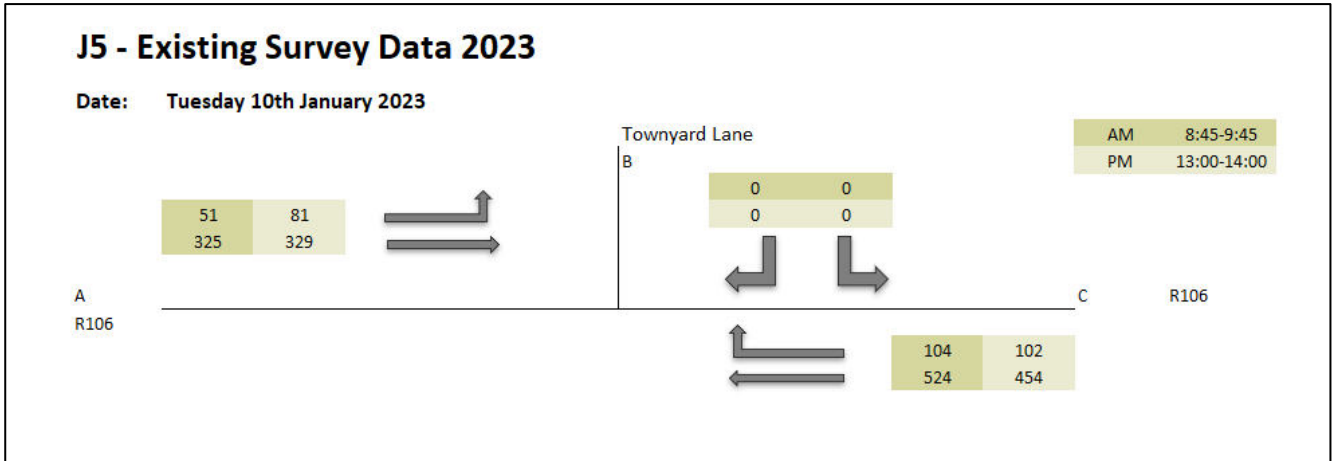 J5 - Existing Survey Data 2023
Date: Tuesday 10th January 2023
Townyard Lane
AM 8:45-9:45
B
PM 13:00-14:00
0 0
0 0
51 81
325 329
A
C R106
R106
104 102
524 454